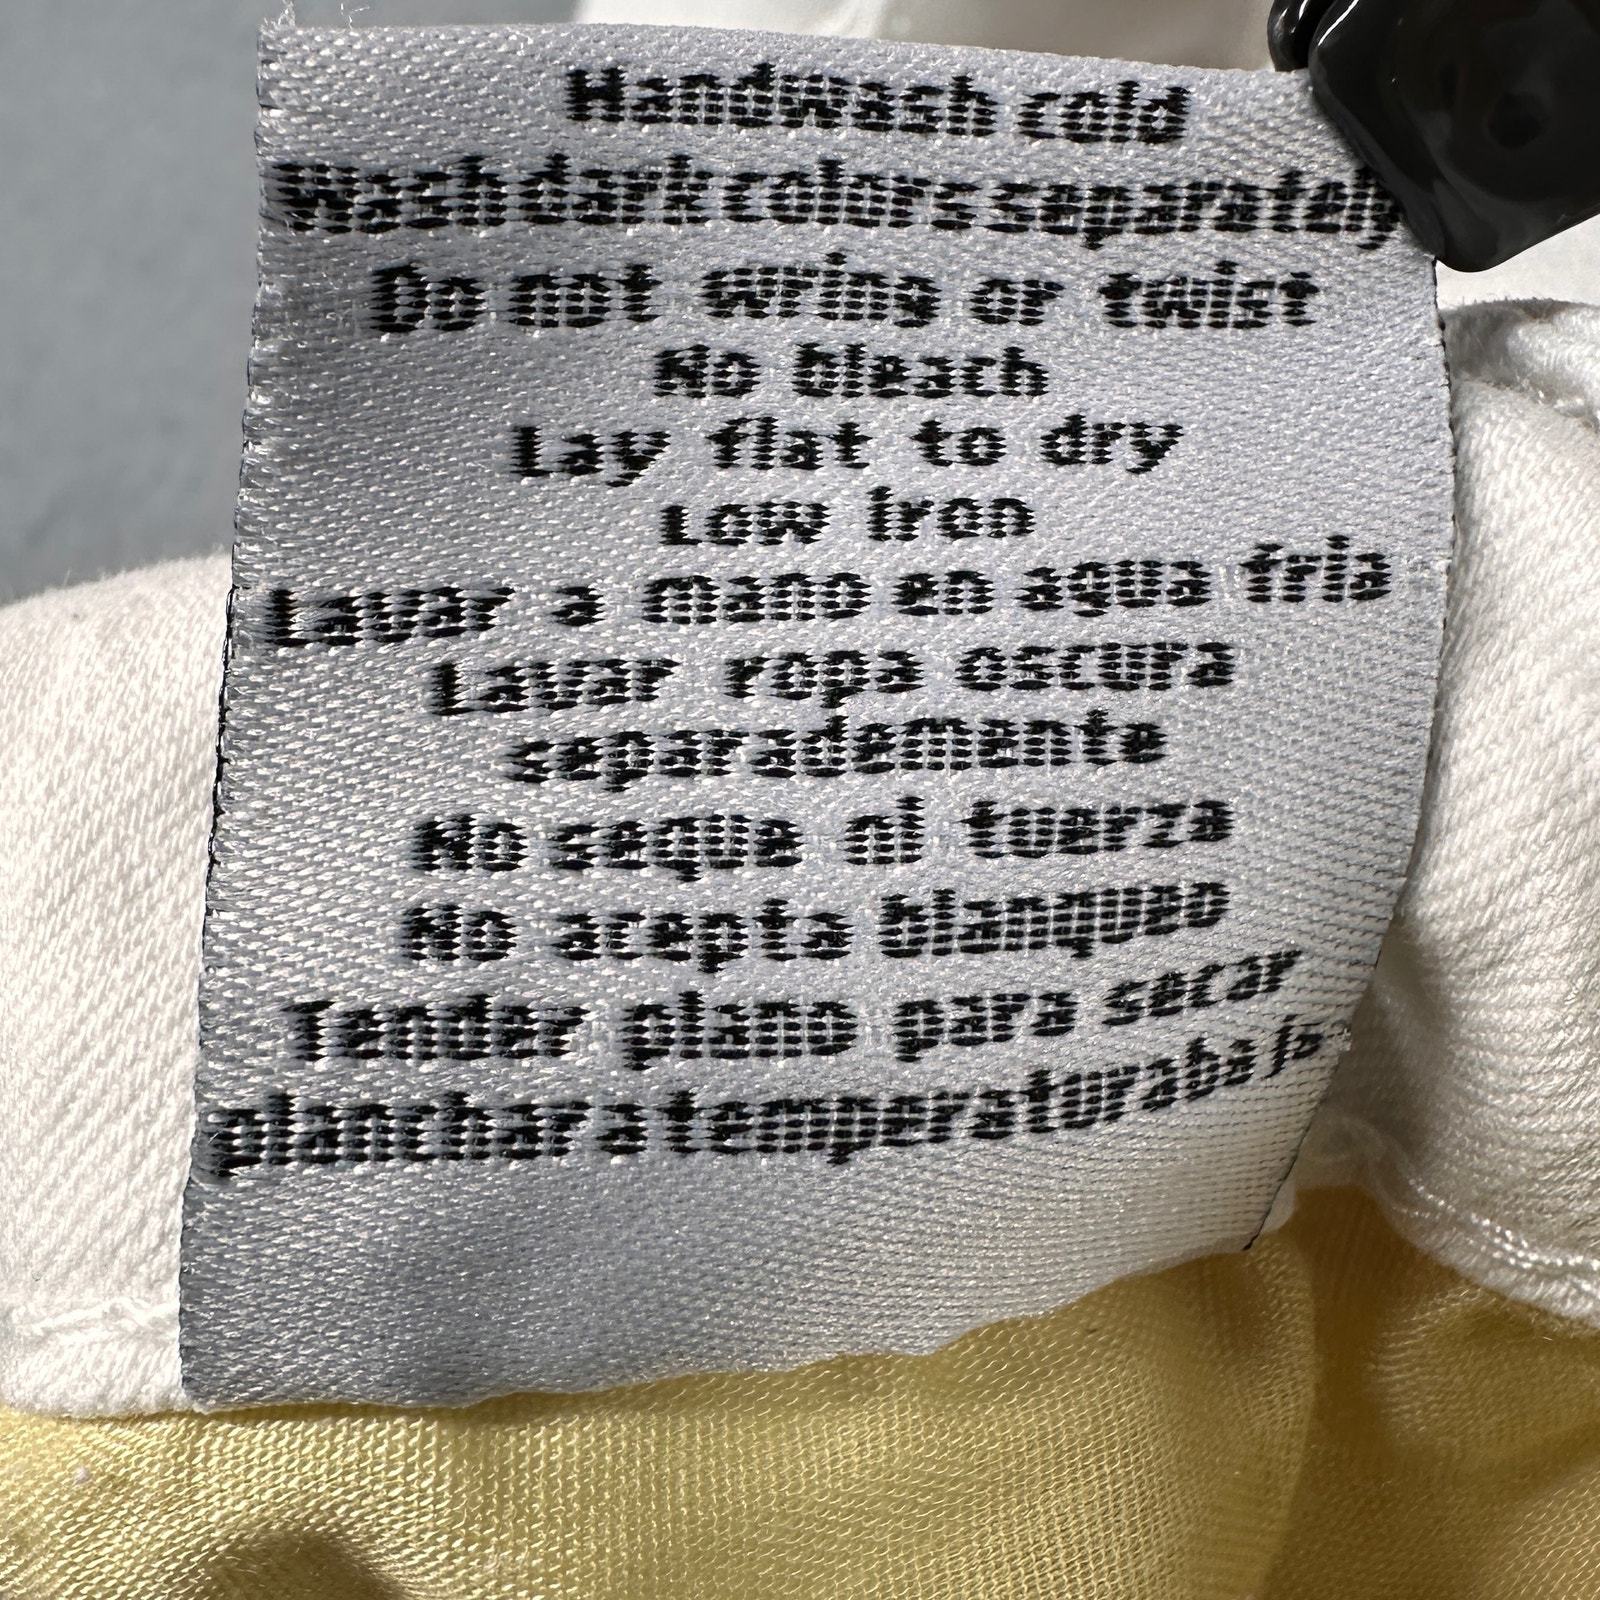 Handwash cold
Wash dark colors separately
Do not wring or twist
No bleach
Lay flat to dry
Low iron
Lavar a mano en agua fria
Lavar ropa oscura
separademante
No seque ni tuerza
No acepta blanqueo
Tender plano para secar
planchar a temperatura baja